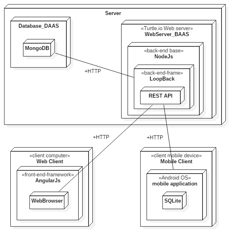 Server
Database_DAAS
MongoDB
«Turtle.io Web server»
WebServer_BAAS
«back-end base»
NodeJs
«back-end-frame»
LoopBack
REST API
+HTTP
+HTTP
+HTTP
«client computer»
Web Client
«front-end-framework»
AngularJs
WebBrowser
«client mobile device»
Mobile Client
«Android OS»
mobile application
SQLite